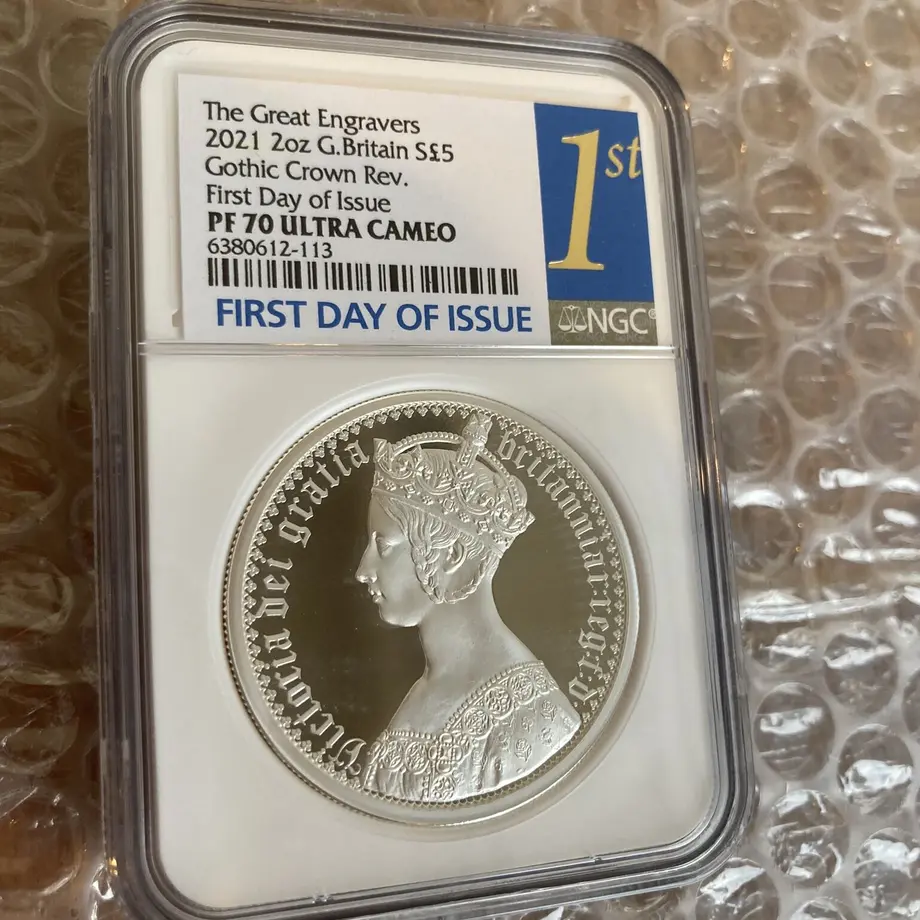 The Great Engravers
2021 2oz G.Britain S£5
Gothic Crown Rev.
First Day of Issue
PF 70 ULTRA CAMEO
6380612-113
FIRST DAY OF ISSUE
1st
NGC®
Victoria dei gratia britanniar reg: f:d